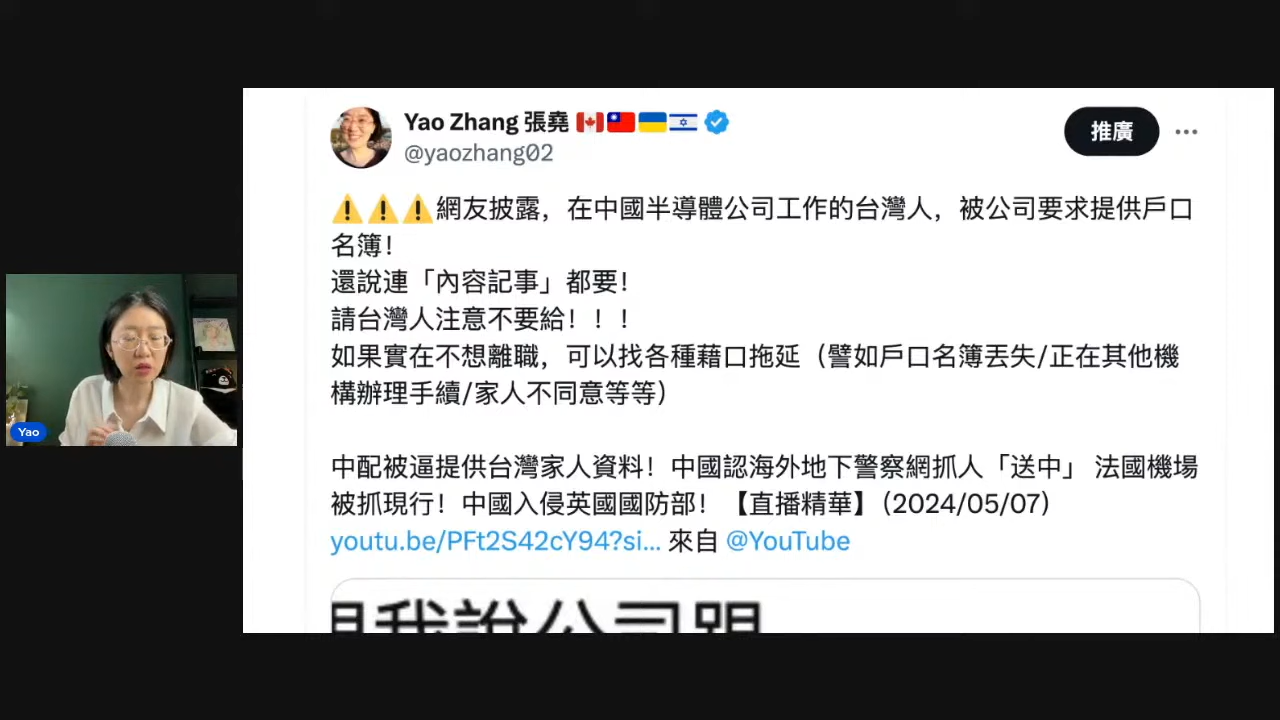 Yao Zhang 張堯
@yaozhang02
推廣
⚠️⚠️⚠️網友披露，在中國半導體公司工作的台灣人，被公司要求提供戶口
名簿！
還說連「內容記事」都要！
請台灣人注意不要給！！！
如果實在不想離職，可以找各種藉口拖延（譬如戶口名簿丟失/正在其他機
構辦理手續/家人不同意等等）
中配被逼提供台灣家人資料！中國認海外地下警察網抓人「送中」 法國機場
被抓現行！中國入侵英國國防部！【直播精華】（2024/05/07）
youtu.be/PFt2S42cY94?si... 來自 @YouTube
我說公司跟
Yao